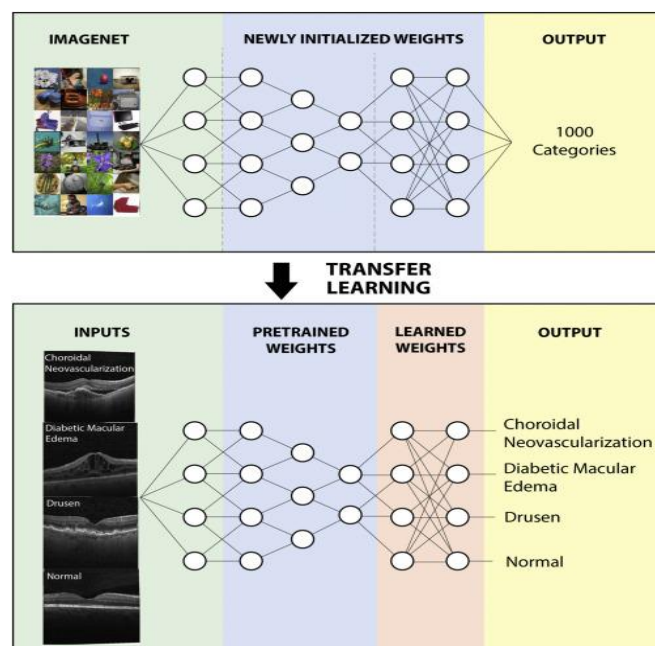 IMAGENET
NEWLY INITIALIZED WEIGHTS
OUTPUT
1000
Categories
TRANSFER
LEARNING
INPUTS
PRETRAINED
WEIGHTS
LEARNED
WEIGHTS
OUTPUT
Choroidal
Neovascularization
Diabetic Macular
Edema
Drusen
Normal
Choroidal
Neovascularization
Diabetic Macular
Edema
Drusen
Normal